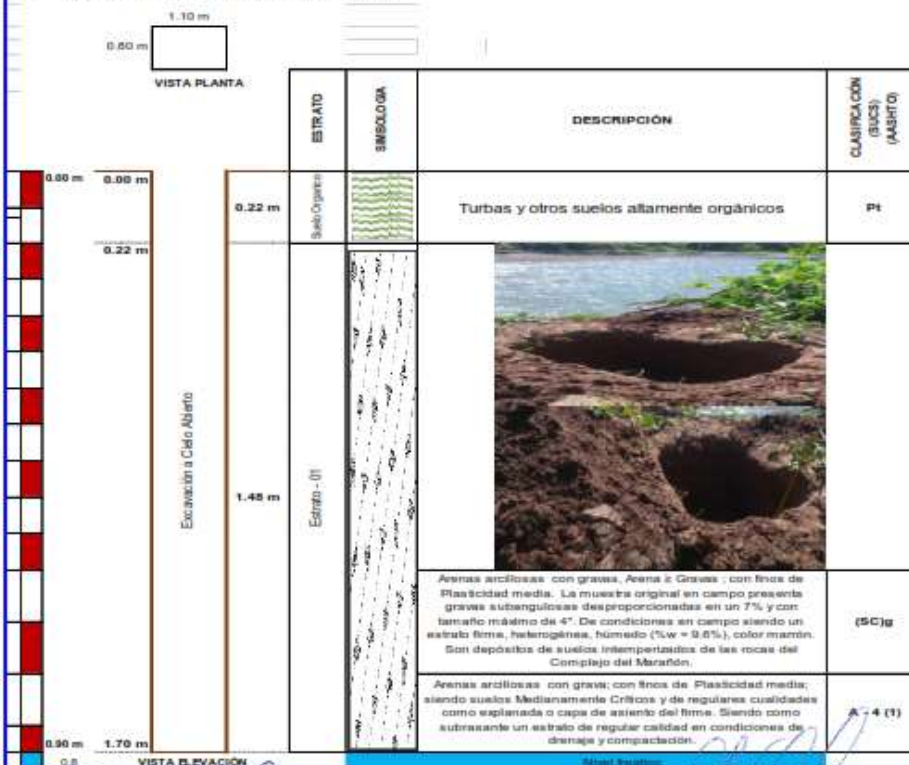 1.10 m
0.60 m
VISTA PLANTA
ESTRATO
SIMBOLOGIA
DESCRIPCIÓN
CLASIFICACIÓN
(SUCS)
(AASHTO)
0.00 m
0.00 m
0.22 m
Suelo Organico
Turbas y otros suelos altamente orgánicos
Pt
0.22 m
Excavación a Cielo Abierto
1.48 m
Estrato - 01
Arenas arcillosas con gravas, Arena ≥ Gravas ; con finos de
Plasticidad media. La muestra original en campo presenta
gravas subangulosas desproporcionadas en un 7% y con
tamaño máximo de 4". De condiciones en campo siendo un
estrato firme, heterogénea, húmedo (%w = 9.8%), color marrón.
Son depósitos de suelos intemperizados de las rocas del
Complejo del Marañón.
(SC)g
Arenas arcillosas con grava; con finos de Plasticidad media;
siendo suelos Medianamente Críticos y de regulares cualidades
como explanada o capa de asiento del firme. Siendo como
subrasante un estrato de regular calidad en condiciones de
drenaje y compactación.
A - 4 (1)
0.90 m
1.70 m
VISTA ELEVACIÓN
Nivel freático